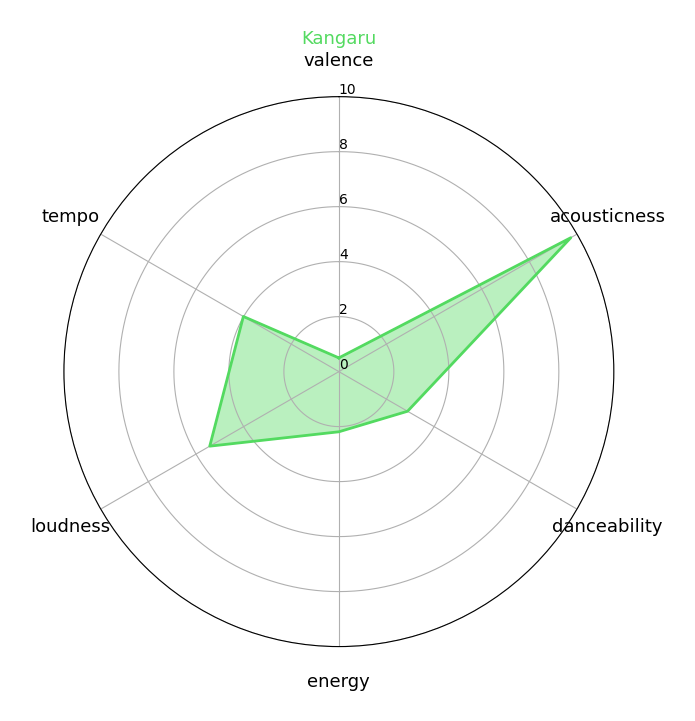 Kangaru
valence
10
8
tempo
acousticness
6
4
2
0
loudness
danceability
energy